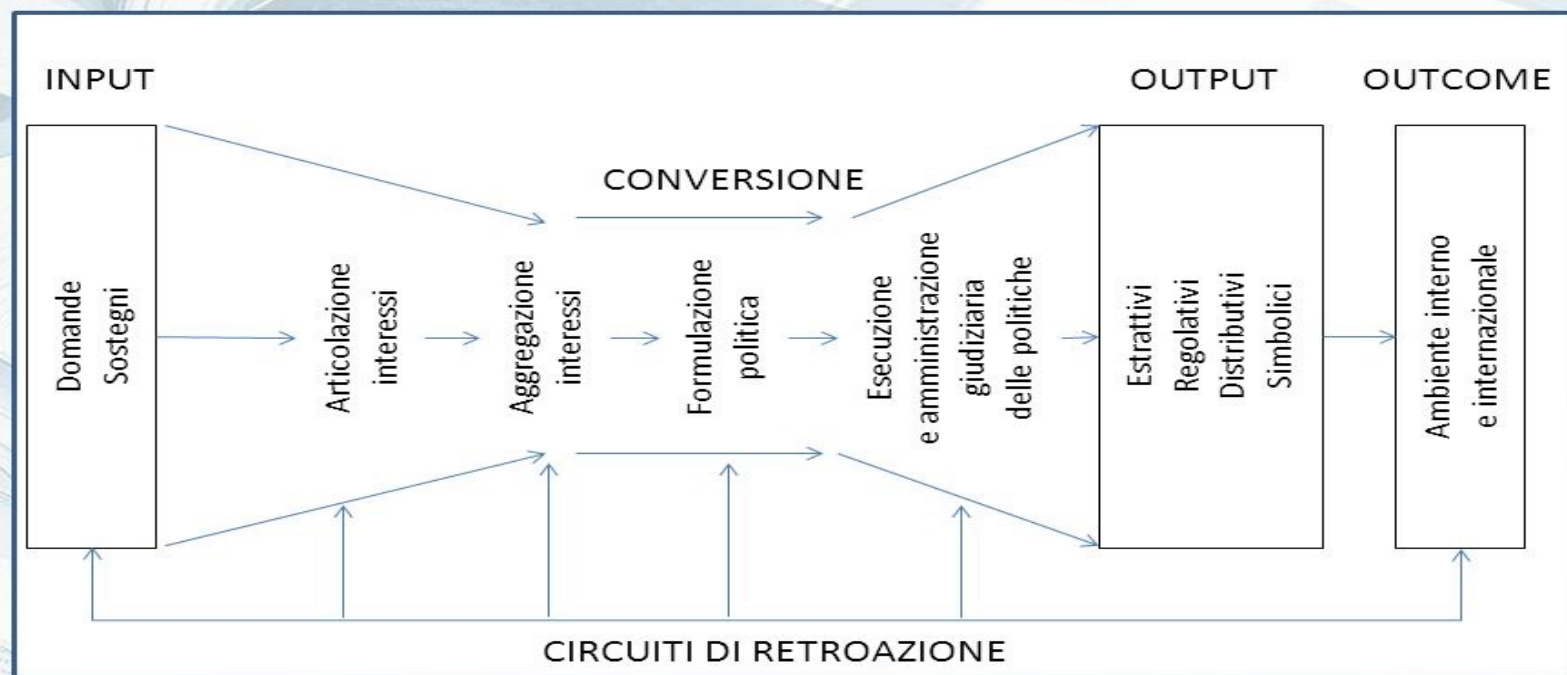 INPUT
OUTPUT
OUTCOME
CONVERSIONE
Domande
Sostegni
Articolazione
interessi
Aggregazione
interessi
Formulazione
politica
Esecuzione
e amministrazione
giudiziaria
delle politiche
Estrattivi
Regolativi
Distributivi
Simbolici
Ambiente interno
e internazionale
CIRCUITI DI RETROAZIONE